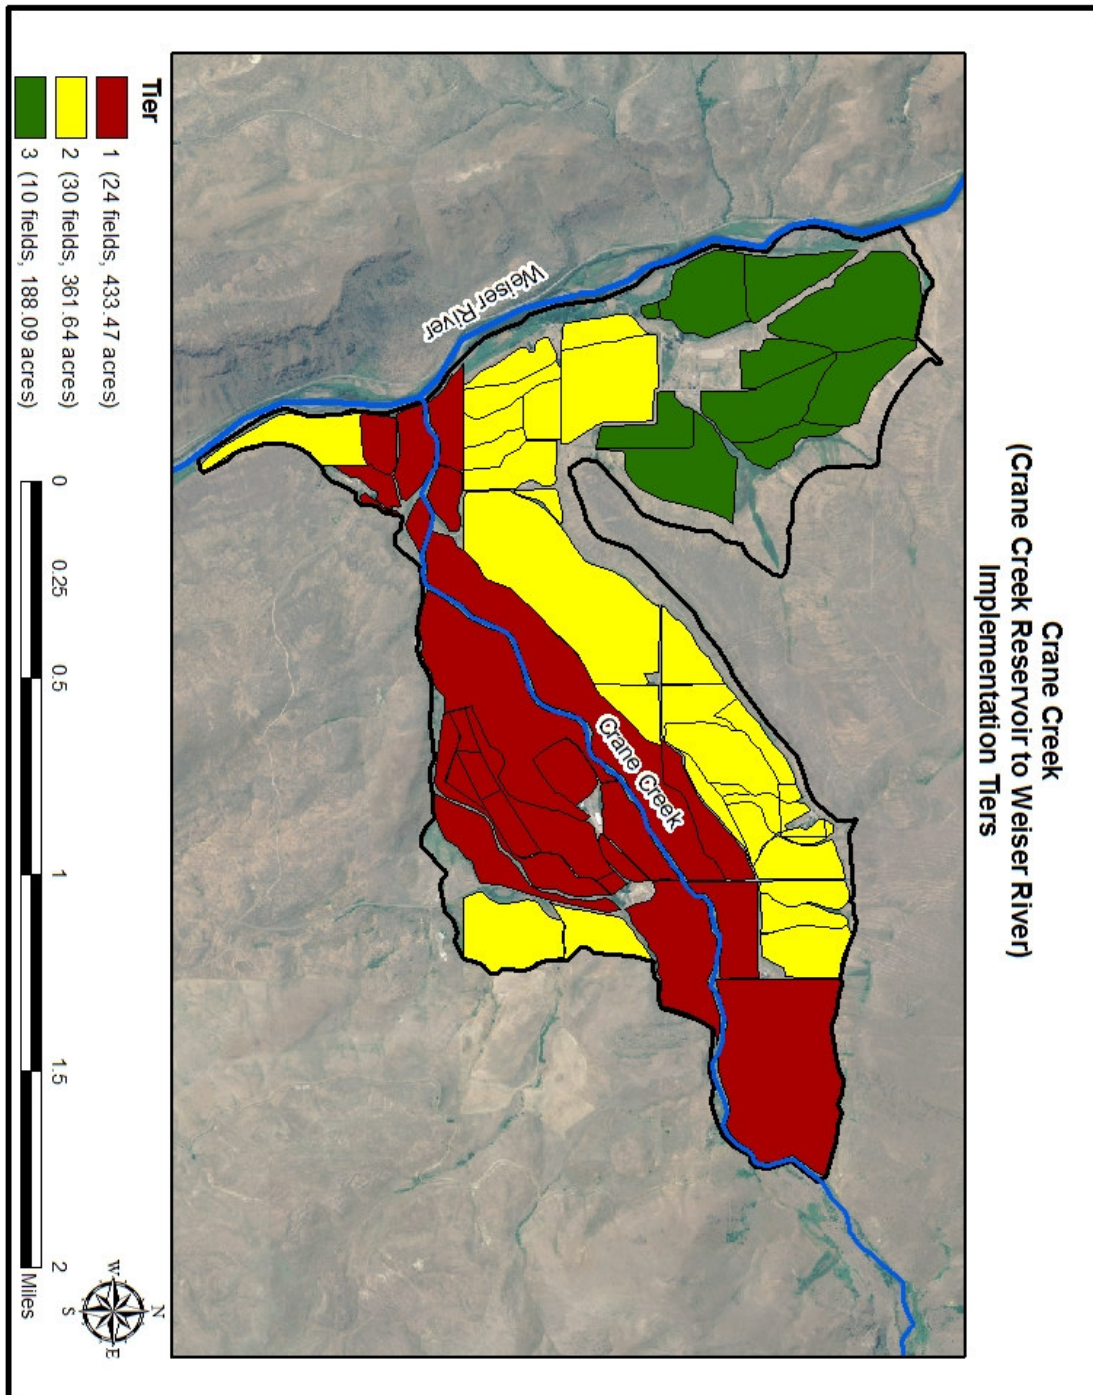 Crane Creek
(Crane Creek Reservoir to Weiser River)
Implementation Tiers
Weiser River
Crane Creek
Tier
1 (24 fields, 433.47 acres)
2 (30 fields, 361.64 acres)
3 (10 fields, 188.09 acres)
0 0.25 0.5 1 1.5 2
Miles
N
W
E
S